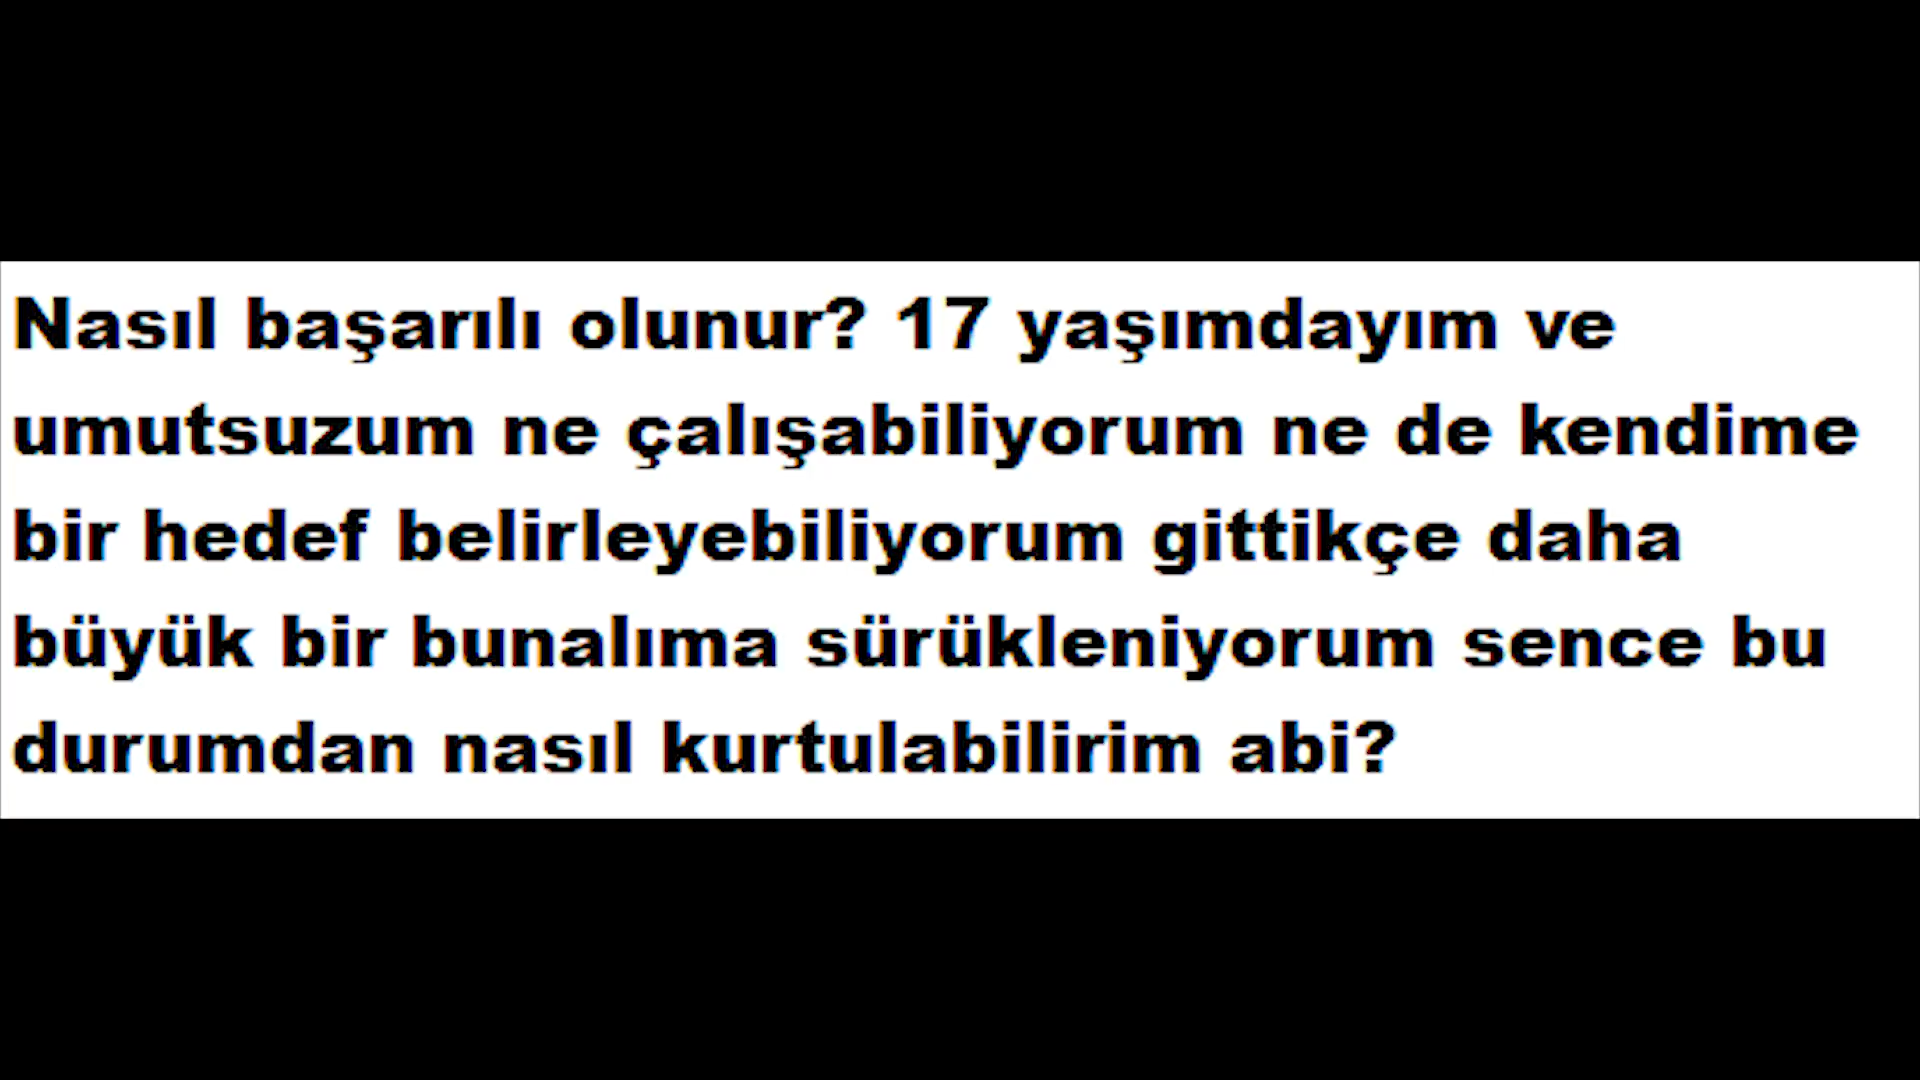 Nasıl başarılı olunur? 17 yaşımdayım ve
umutsuzum ne çalışabiliyorum ne de kendime
bir hedef belirleyebiliyorum gittikçe daha
büyük bir bunalıma sürükleniyorum sence bu
durumdan nasıl kurtulabilirim abi?